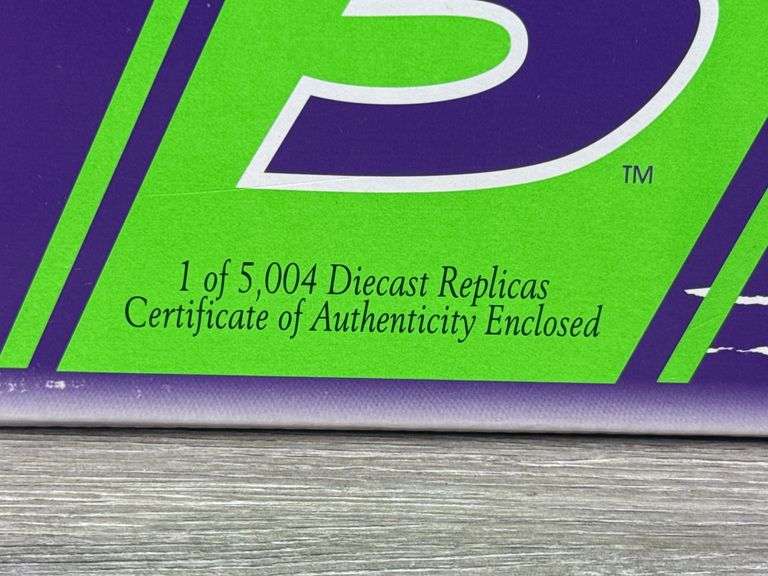 TM
1 of 5,004 Diecast Replicas
Certificate of Authenticity Enclosed